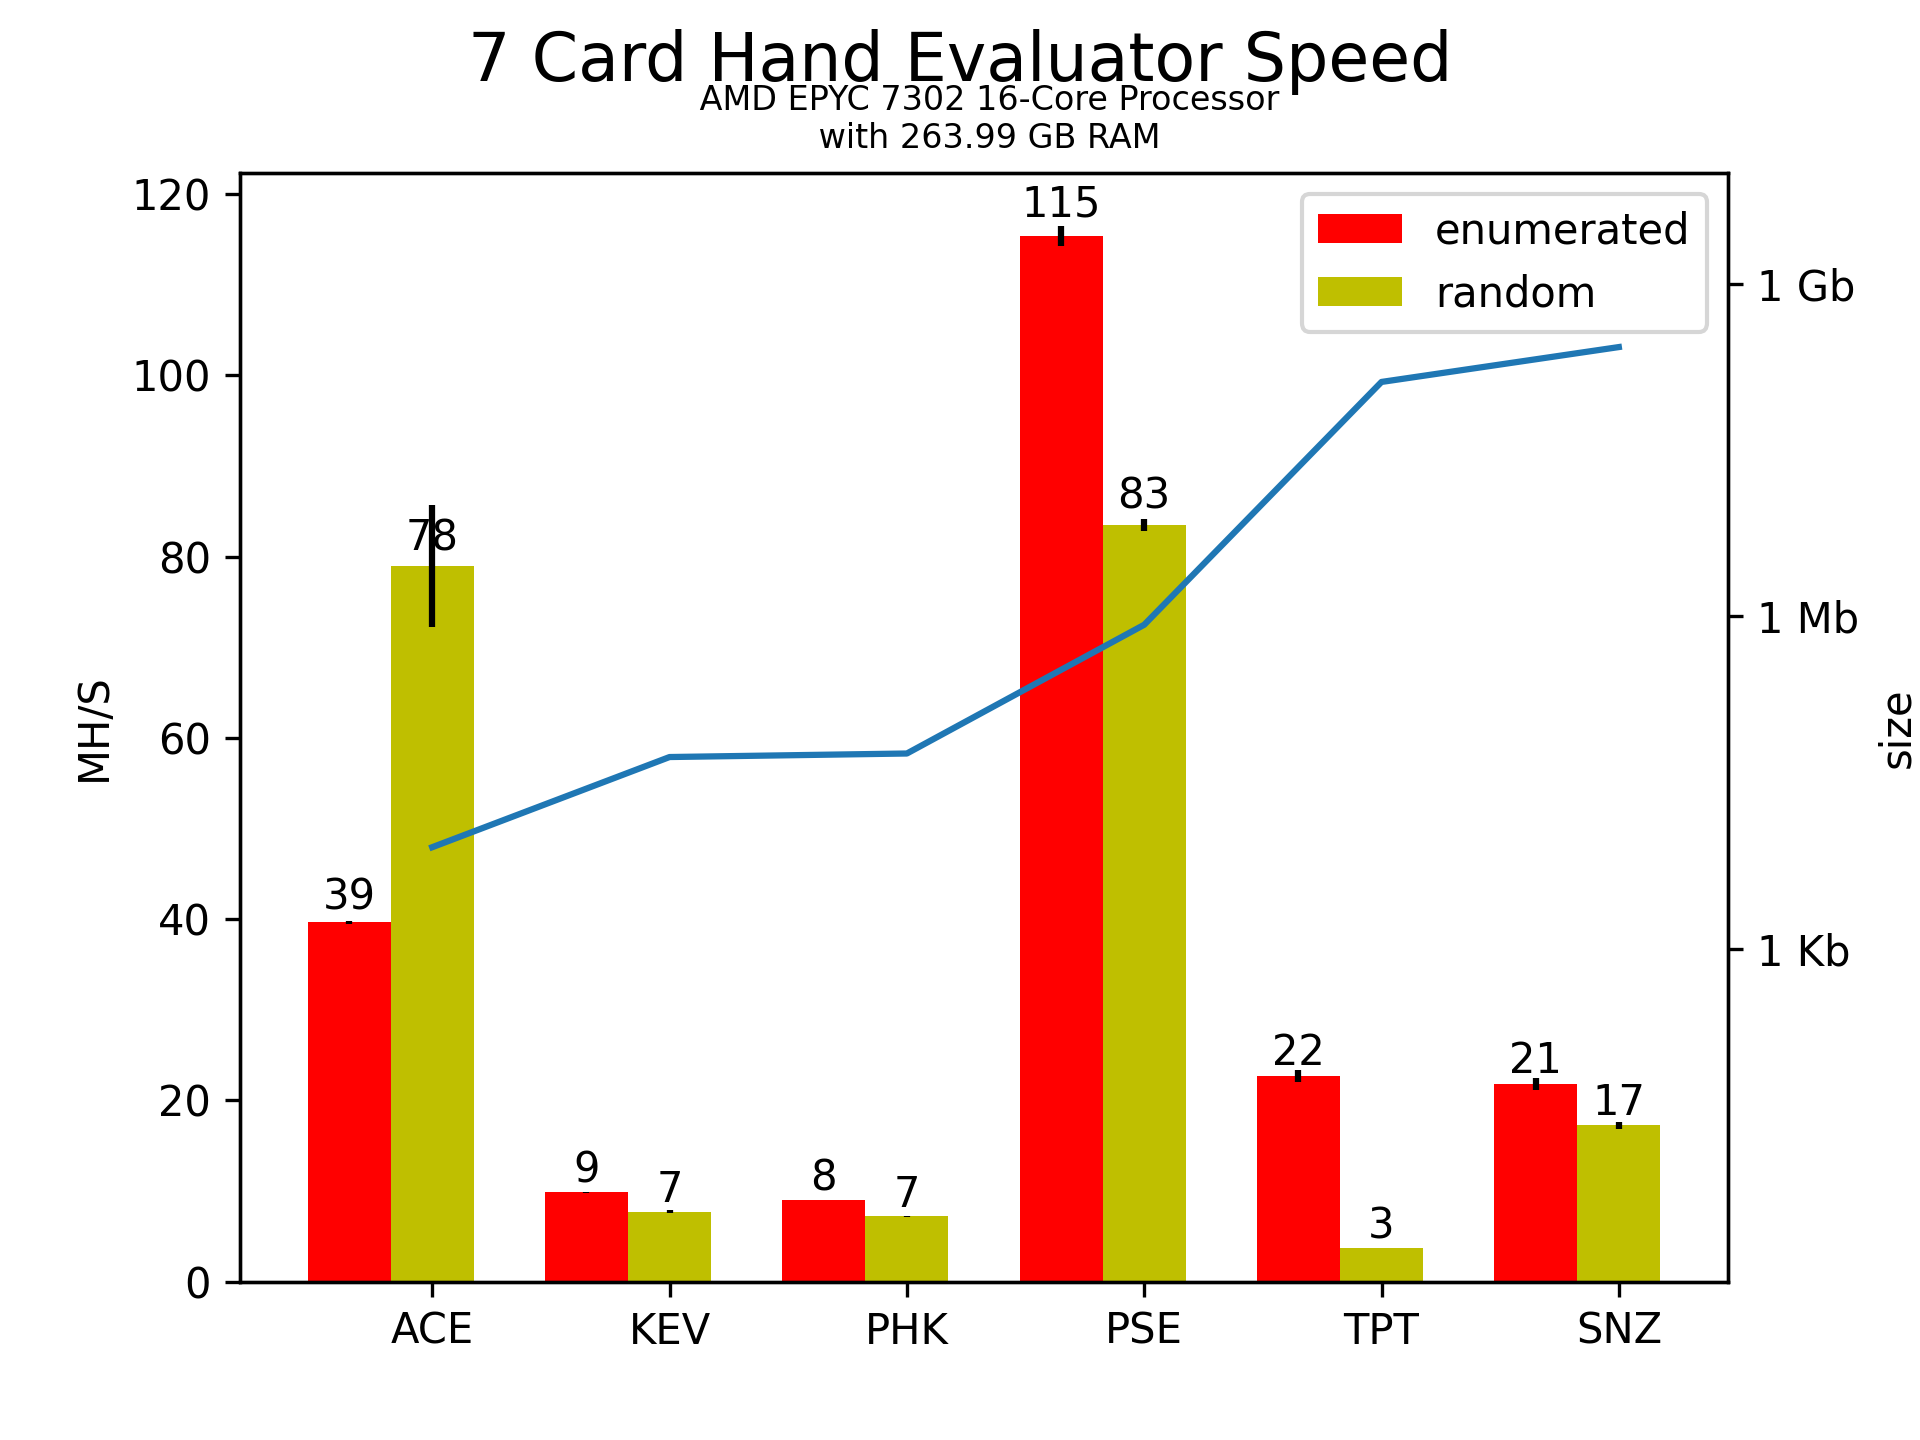 7 Card Hand Evaluator Speed
AMD EPYC 7302 16-Core Processor
with 263.99 GB RAM
120
100
80
60
40
20
0
MH/S
enumerated
random
1 Gb
1 Mb
1 Kb
size
39
78
9
7
8
7
115
83
22
3
21
17
ACE
KEV
PHK
PSE
TPT
SNZ